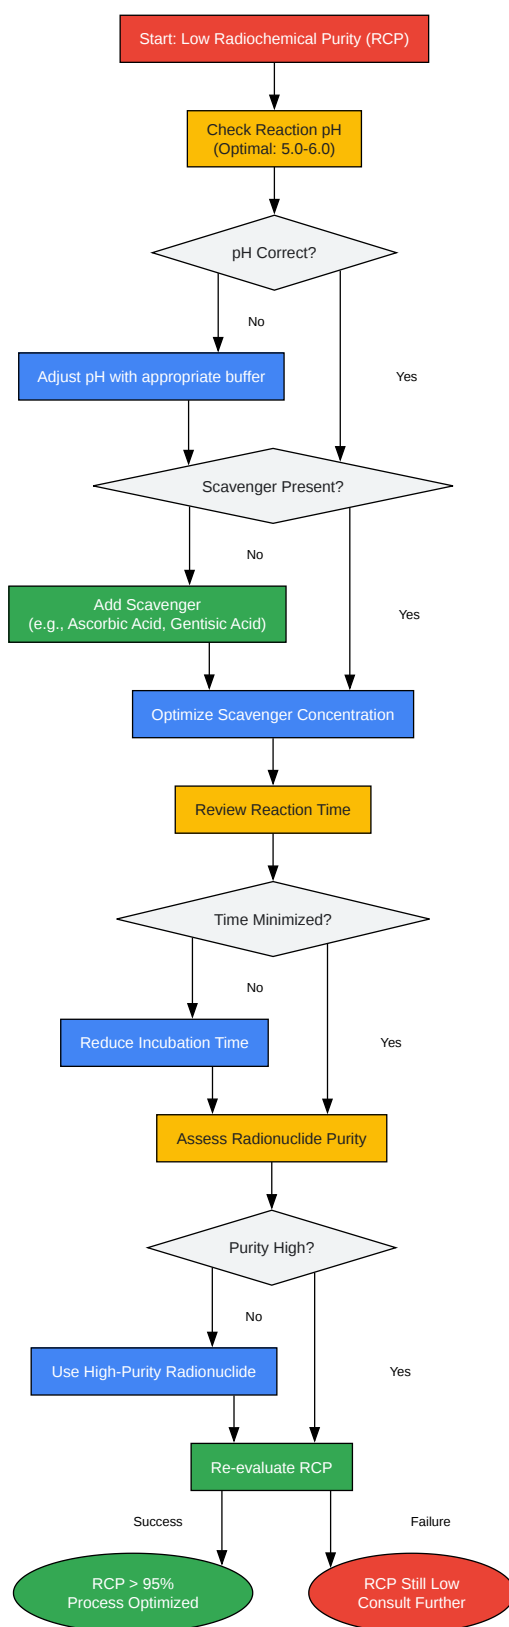 Start: Low Radiochemical Purity (RCP)
Check Reaction pH
(Optimal: 5.0-6.0)
pH Correct?
No
Yes
Adjust pH with appropriate buffer
Scavenger Present?
No
Yes
Add Scavenger
(e.g., Ascorbic Acid, Gentisic Acid)
Optimize Scavenger Concentration
Review Reaction Time
Time Minimized?
No
Yes
Reduce Incubation Time
Assess Radionuclide Purity
Purity High?
No
Yes
Use High-Purity Radionuclide
Re-evaluate RCP
Success
Failure
RCP > 95%
Process Optimized
RCP Still Low
Consult Further